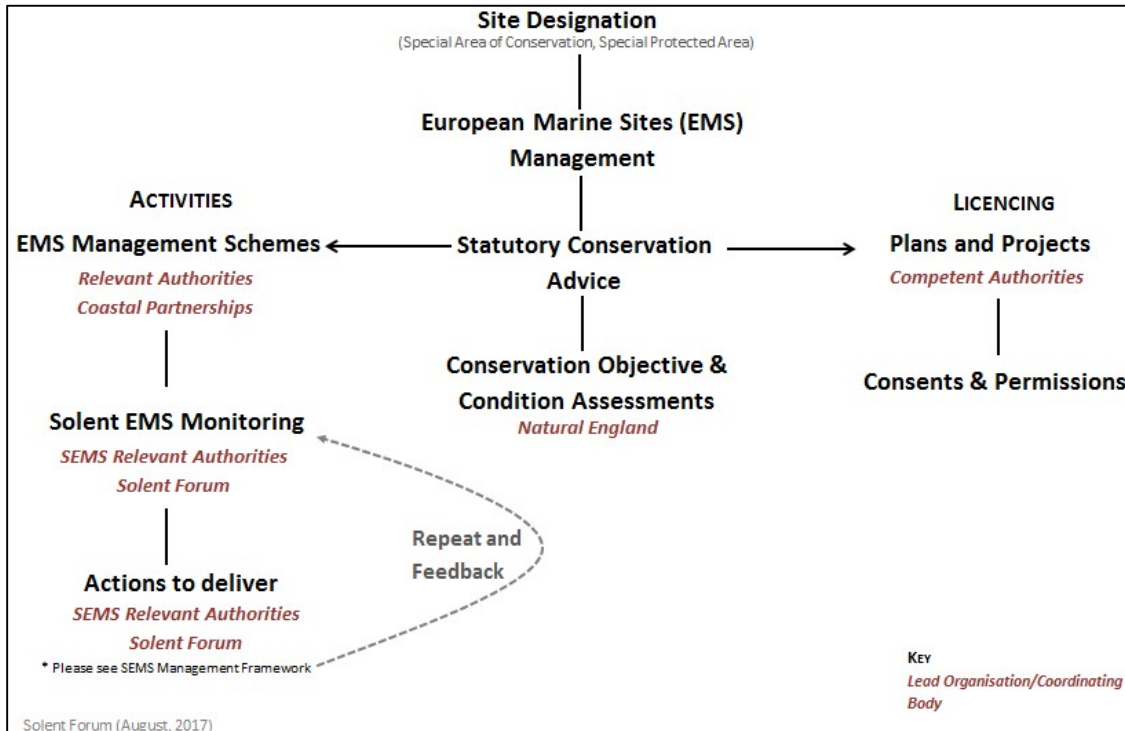 Site Designation
(Special Area of Conservation, Special Protected Area)
European Marine Sites (EMS)
Management
ACTIVITIES
EMS Management Schemes
Relevant Authorities
Coastal Partnerships
Statutory Conservation
Advice
LICENCING
Plans and Projects
Competent Authorities
Conservation Objective &
Condition Assessments
Natural England
Consents & Permissions
Solent EMS Monitoring
SEMS Relevant Authorities
Solent Forum
Repeat and
Feedback
Actions to deliver
SEMS Relevant Authorities
Solent Forum
* Please see SEMS Management Framework
KEY
Lead Organisation/Coordinating
Body
Solent Forum (August, 2017)